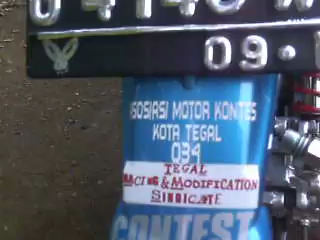 09.
ISOSIASI MOTOR KONTES
KOTA TEGAL
034
TEGAL
RACING & MODIFICATION
SINDICATE
CONTEST